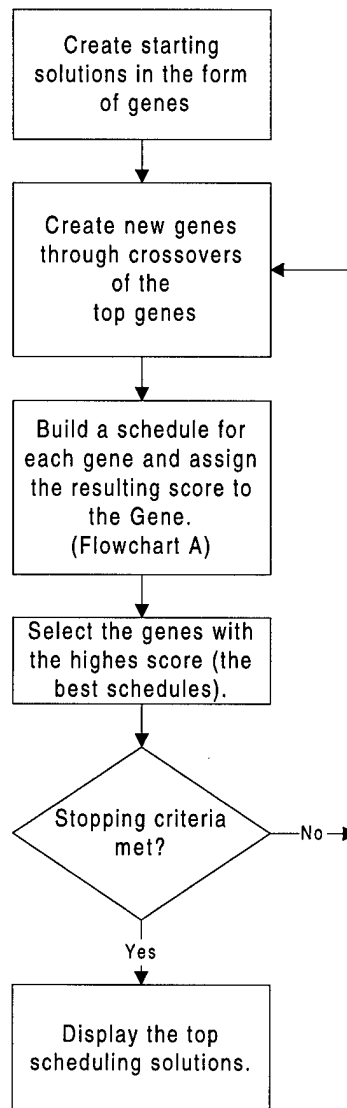 Create starting
solutions in the form
of genes
Create new genes
through crossovers
of the
top genes
Build a schedule for
each gene and assign
the resulting score to
the Gene.
(Flowchart A)
Select the genes with
the highes score (the
best schedules).
Stopping criteria
met?
No
Yes
Display the top
scheduling solutions.